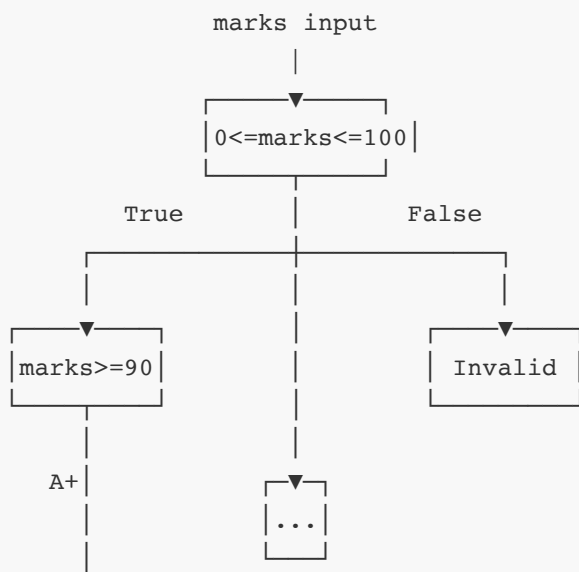 marks input
0<=marks<=100
True False
marks>=90 Invalid
A+
...